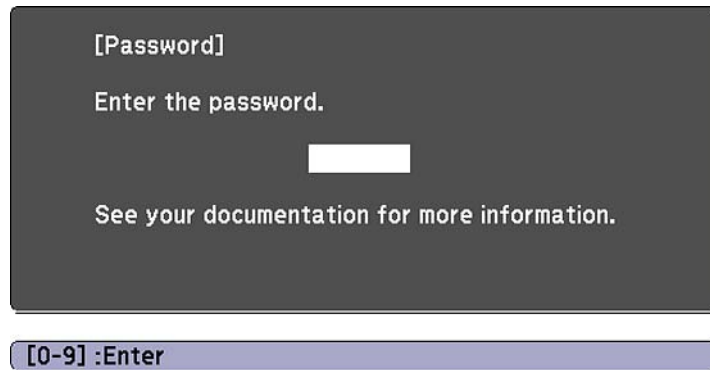 [Password]
Enter the password.
See your documentation for more information.
[0-9] :Enter